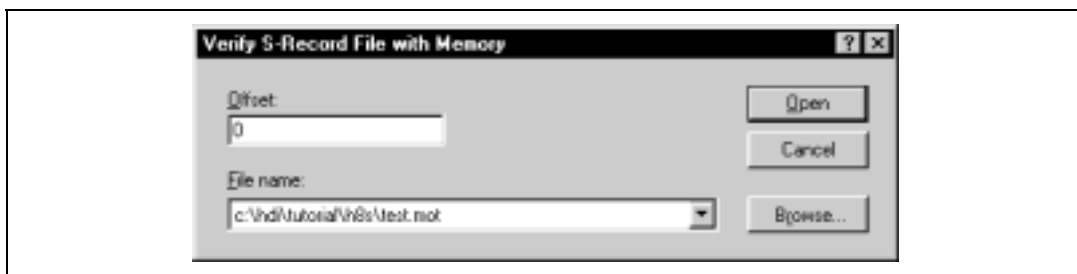 Verify S-Record File with Memory
? ×
Offset:
0
Open
Cancel
File name:
c:\hdi\tutorial\h8s\test.mot
Browse...